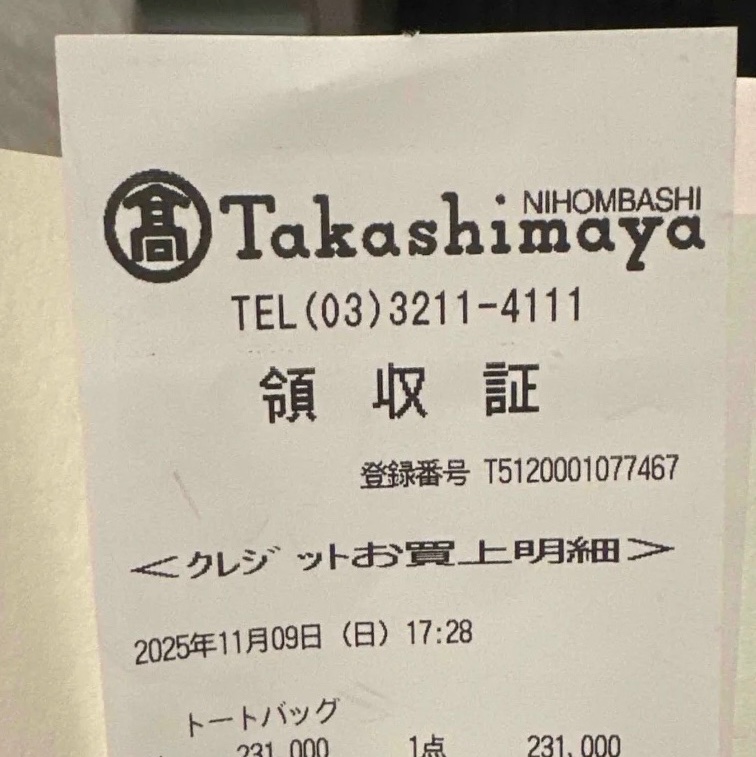 髙 Takashimaya NIHOMBASHI
TEL(03)3211-4111
領収証
登録番号 T5120001077467
<クレジットお買上明細>
2025年11月09日(日)17:28
トートバッグ
231,000 1点 231,000